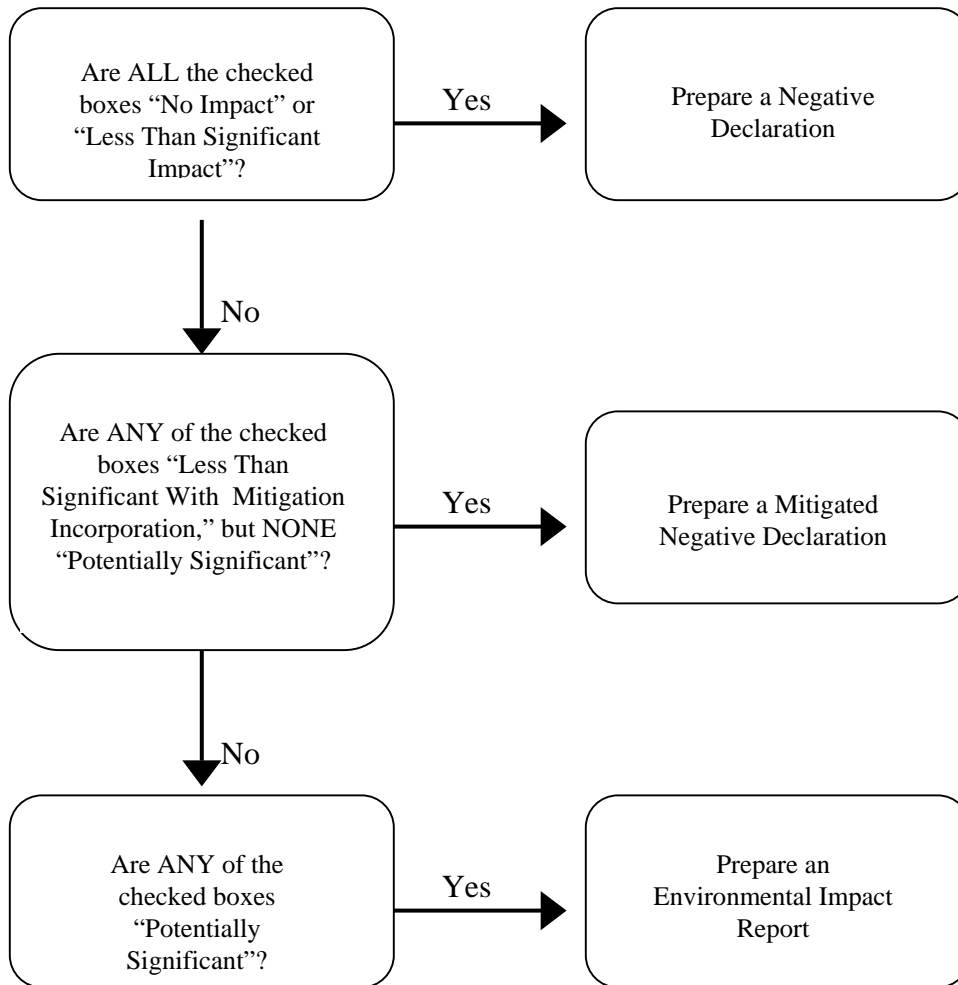 Are ALL the checked
boxes “No Impact” or
“Less Than Significant
Impact”?
Yes
Prepare a Negative
Declaration
No
Are ANY of the checked
boxes “Less Than
Significant With  Mitigation
Incorporation,” but NONE
“Potentially Significant”?
Yes
Prepare a Mitigated
Negative Declaration
No
Are ANY of the
checked boxes
“Potentially
Significant”?
Yes
Prepare an
Environmental Impact
Report